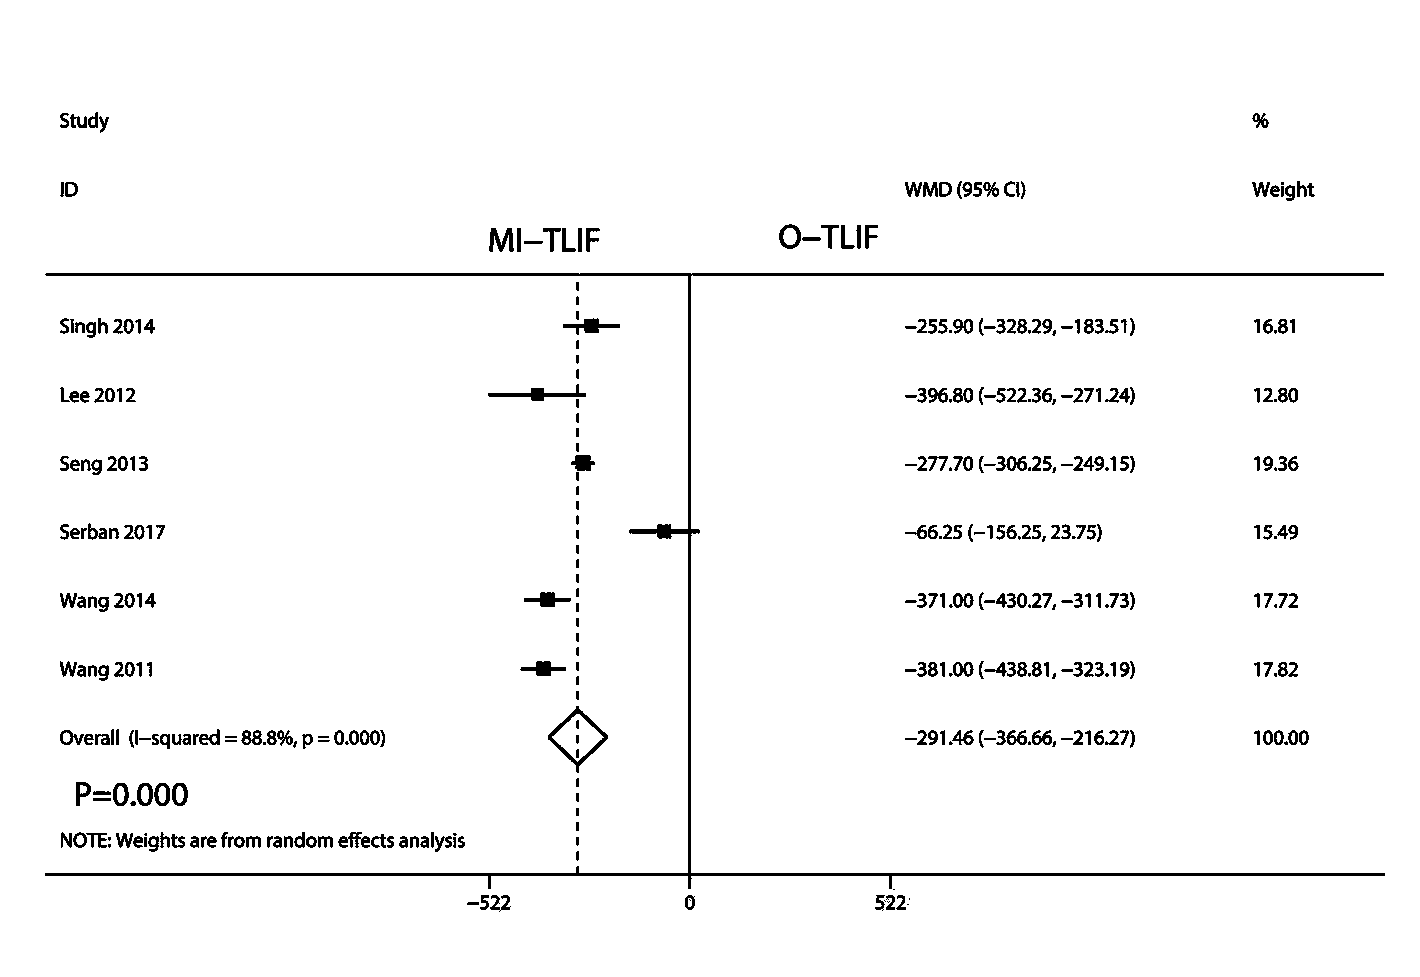 Study %
ID WMD (95% CI) Weight
MI−TLIF O−TLIF
Singh 2014 −255.90 (−328.29, −183.51) 16.81
Lee 2012 −396.80 (−522.36, −271.24) 12.80
Seng 2013 −277.70 (−306.25, −249.15) 19.36
Serban 2017 −66.25 (−156.25, 23.75) 15.49
Wang 2014 −371.00 (−430.27, −311.73) 17.72
Wang 2011 −381.00 (−438.81, −323.19) 17.82
Overall (I−squared = 88.8%, p = 0.000) −291.46 (−366.66, −216.27) 100.00
P=0.000
NOTE: Weights are from random effects analysis
−522 0 522